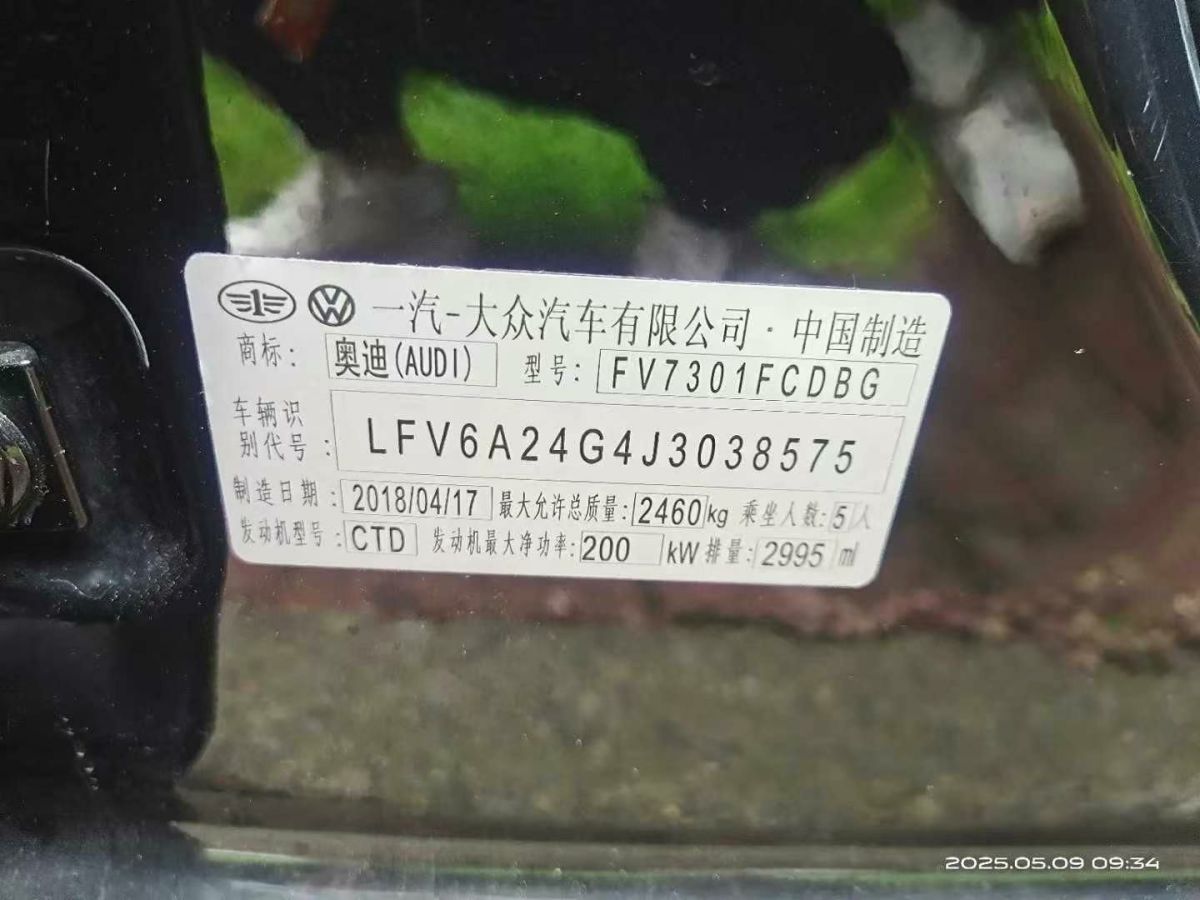 一汽-大众汽车有限公司·中国制造
商标: 奥迪(AUDI) 型号: FV7301FCDBG
车辆识
别代号: LFV6A24G4J3038575
制造日期: 2018/04/17 最大允许总质量: 2460kg 乘坐人数: 5人
发动机型号: CTD 发动机最大净功率: 200 kW 排量: 2995 ml
2025.05.09 09:34